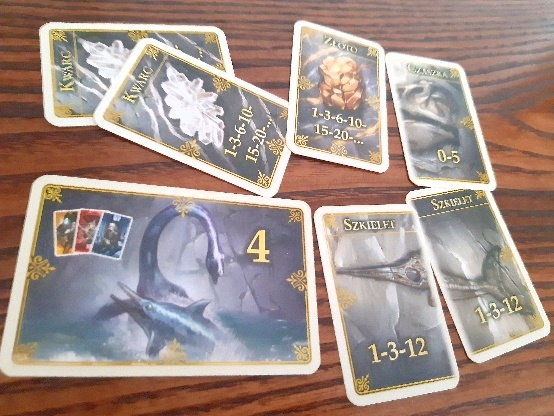 Kwarc
Kwarc
1-3-6-10-
15-20-...
Złoto
1-3-6-10-
15-20-...
Czaszka
0-5
4
Szkielet
1-3-12
Szkielet
1-3-12